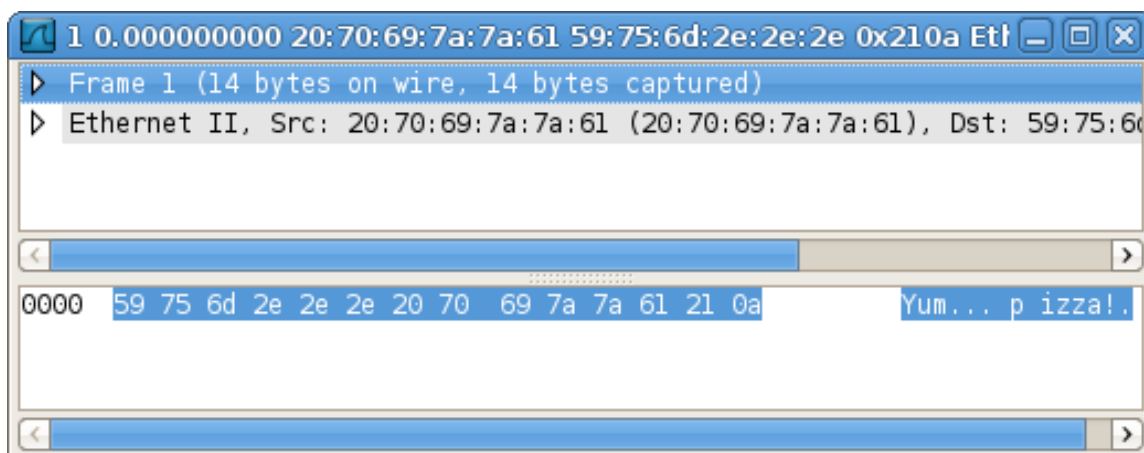 1 0.000000000 20:70:69:7a:7a:61 59:75:6d:2e:2e:2e 0x210a Eth
Frame 1 (14 bytes on wire, 14 bytes captured)
Ethernet II, Src: 20:70:69:7a:7a:61 (20:70:69:7a:7a:61), Dst: 59:75:6d
0000 59 75 6d 2e 2e 2e 20 70 69 7a 7a 61 21 0a Yum... p izza!.